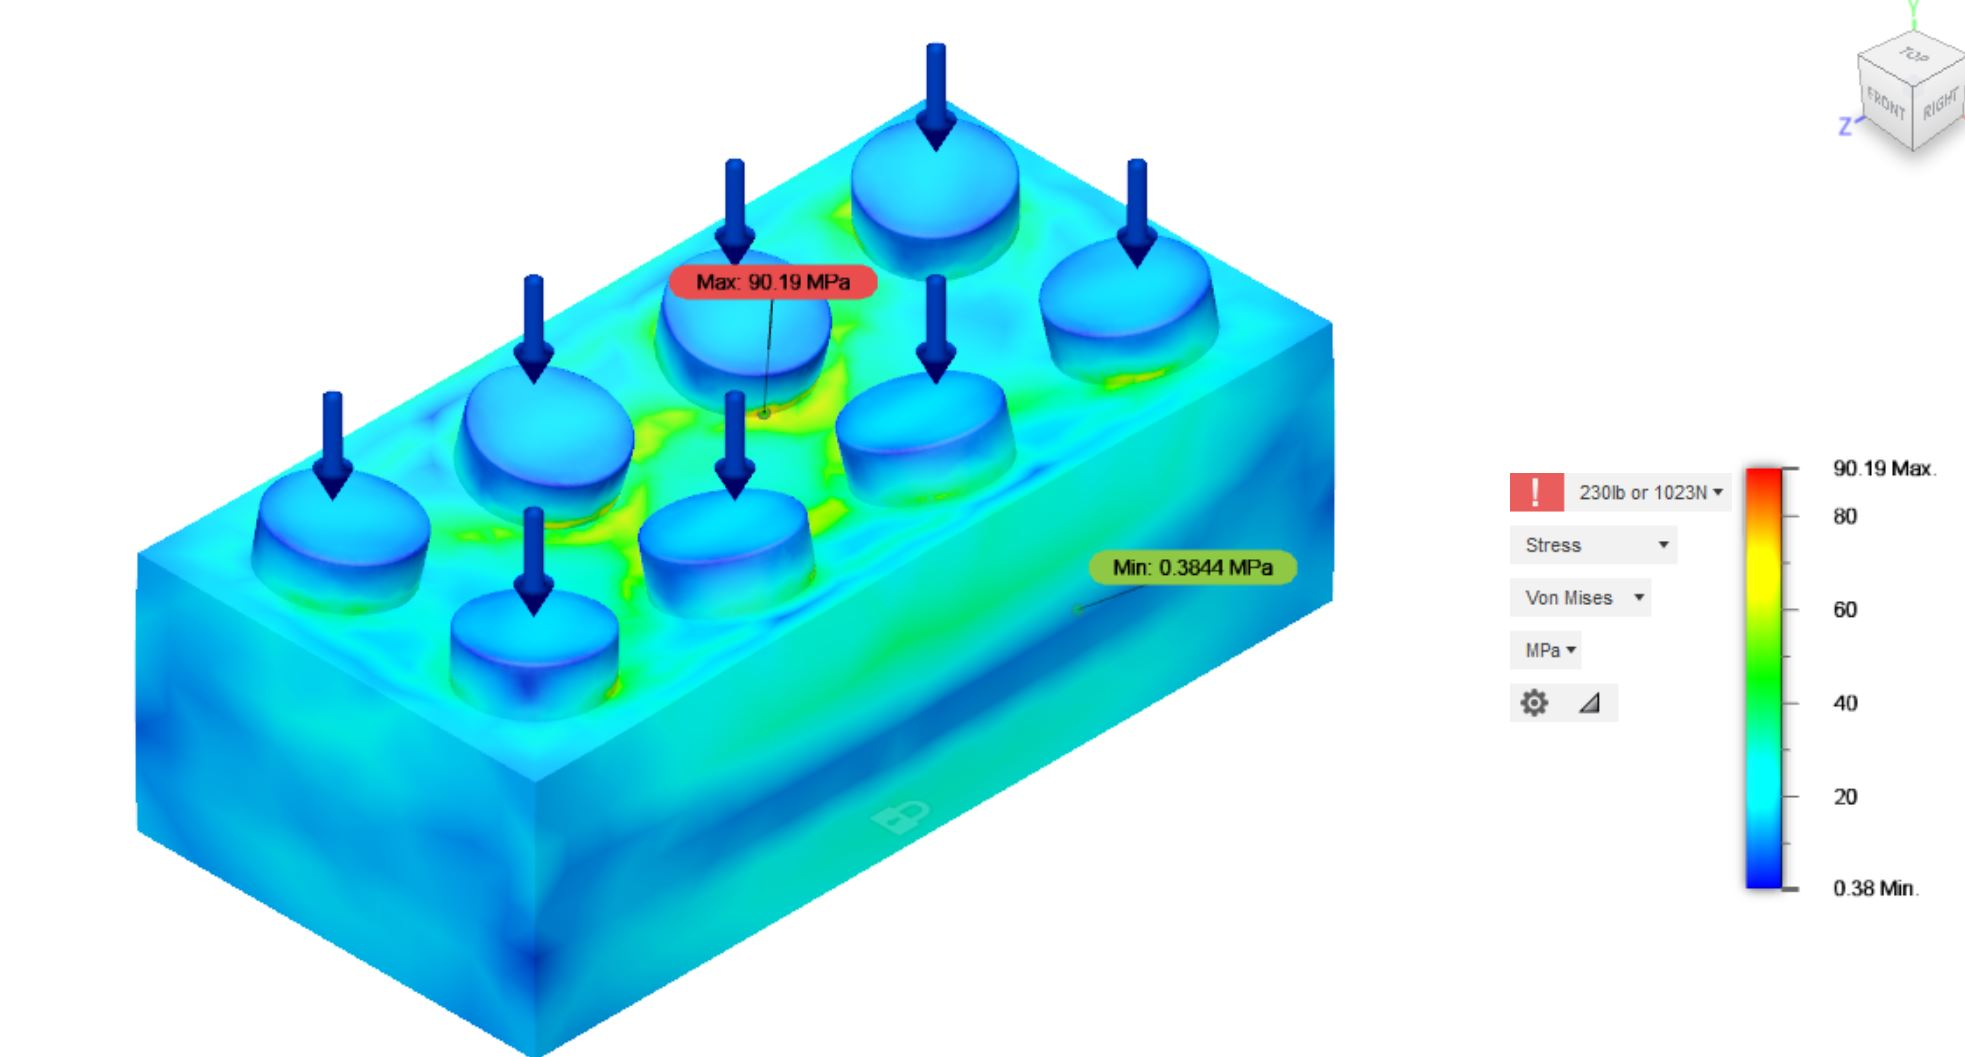 Y
TOP
FRONT
RIGHT
Z
Max: 90.19 MPa
Min: 0.3844 MPa
! 230lb or 1023N
Stress
Von Mises
MPa
90.19 Max.
80
60
40
20
0.38 Min.